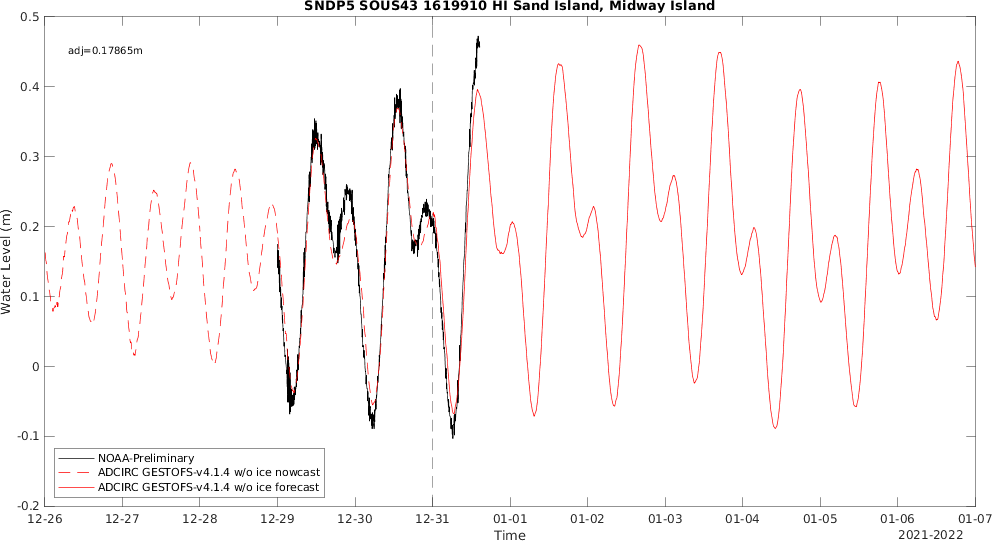 SNDP5 SOUS43 1619910 HI Sand Island, Midway Island
adj=0.17865m
Water Level (m)
0.5
0.4
0.3
0.2
0.1
0
-0.1
-0.2
NOAA-Preliminary
ADCIRC GESTOFS-v4.1.4 w/o ice nowcast
ADCIRC GESTOFS-v4.1.4 w/o ice forecast
12-26 12-27 12-28 12-29 12-30 12-31 01-01 01-02 01-03 01-04 01-05 01-06 01-07
Time
2021-2022